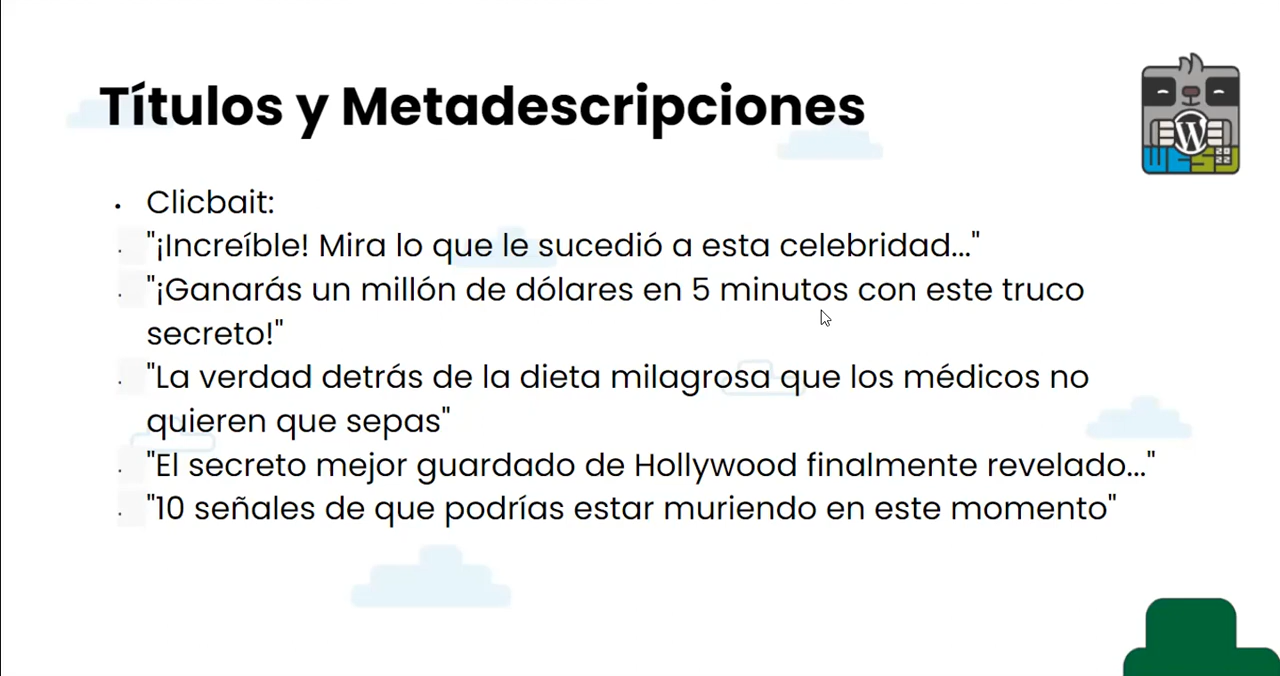 Títulos y Metadescripciones
• Clicbait:
• "¡Increíble! Mira lo que le sucedió a esta celebridad..."
• "¡Ganarás un millón de dólares en 5 minutos con este truco
secreto!"
• "La verdad detrás de la dieta milagrosa que los médicos no
quieren que sepas"
• "El secreto mejor guardado de Hollywood finalmente revelado..."
• "10 señales de que podrías estar muriendo en este momento"